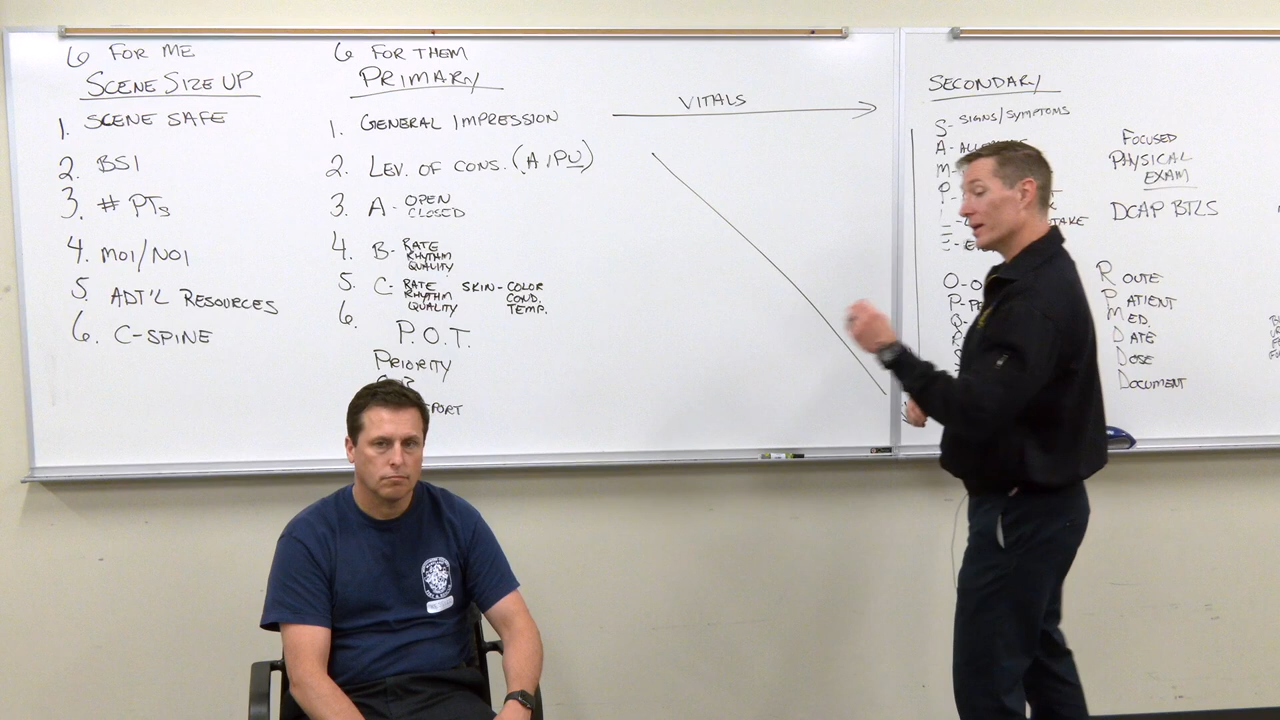 6 FOR ME
SCENE SIZE UP
1. SCENE SAFE
2. BSI
3. # PTs
4. MOI/NOI
5. ADT'L RESOURCES
6. C-SPINE
6 FOR THEM
PRIMARY
1. GENERAL IMPRESSION
2. LEV. OF CONS. (A V P U)
3. A - OPEN
CLOSED
4. B - RATE
RHYTHM
QUALITY
5. C - RATE SKIN - COLOR
RHYTHM COND.
QUALITY TEMP.
6. P.O.T.
PRIORITY
VITALS
SECONDARY
S - SIGNS/SYMPTOMS
A -
M -
P -
O -
P -
Q -
FOCUSED
PHYSICAL
EXAM
DCAP BTLS
ROUTE
PATIENT
MED.
DATE
DOSE
DOCUMENT